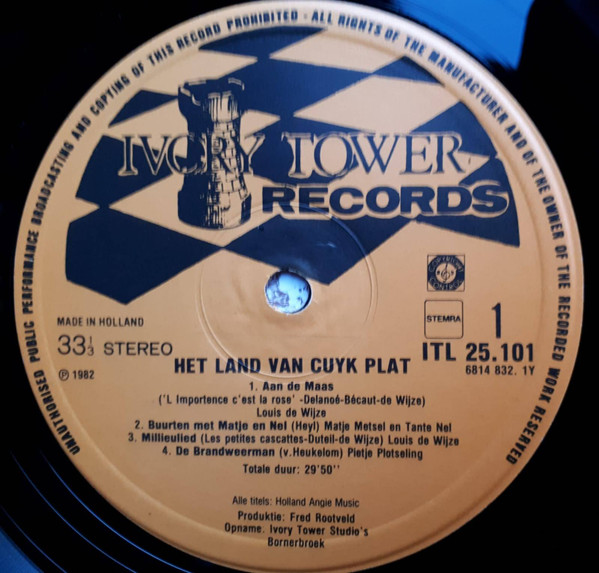 UNAUTHORISED PUBLIC PERFORMANCE BROADCASTING AND COPYING OF THIS RECORD PROHIBITED · ALL RIGHTS OF THE MANUFACTURER AND OF THE OWNER OF THE RECORDED WORK RESERVED
IVORY TOWER
RECORDS
COPYRIGHT CONTROL
MADE IN HOLLAND
STEMRA
1
33⅓ STEREO
ITL 25.101
6814 832. 1Y
℗ 1982
HET LAND VAN CUYK PLAT
1. Aan de Maas
('L Importence c'est la rose' -Delanoé-Bécaut-de Wijze)
Louis de Wijze
2. Buurten met Matje en Nel (Heyl) Matje Metsel en Tante Nel
3. Millieulied (Les petites cascattes-Duteil-de Wijze) Louis de Wijze
4. De Brandweerman (v.Heukelom) Pietje Plotseling
Totale duur: 29'50''
Alle titels: Holland Angie Music
Produktie: Fred Rootveld
Opname. Ivory Tower Studio's
Bornerbroek